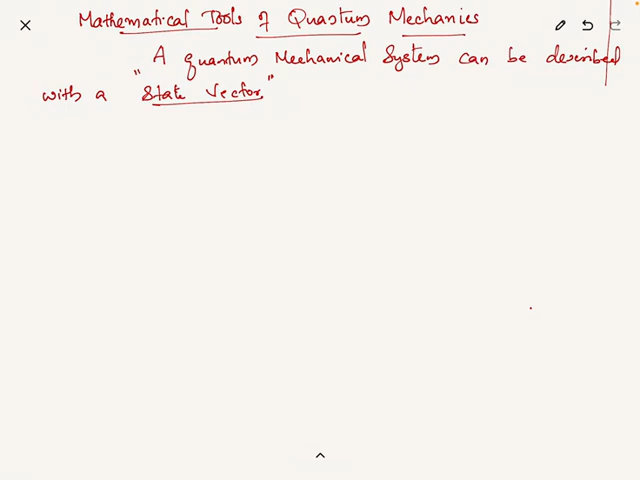 Mathematical Tools of Quantum Mechanics
"A quantum Mechanical System can be described
with a State Vector"